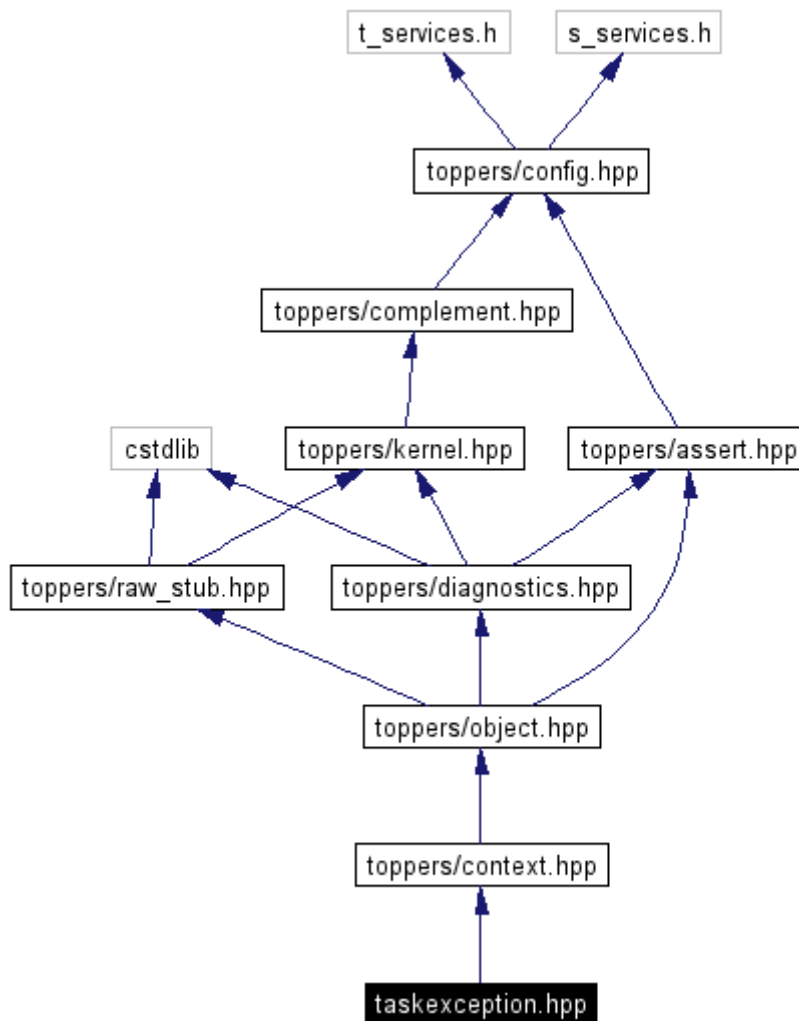 t_services.h
s_services.h
toppers/config.hpp
toppers/complement.hpp
cstdlib
toppers/kernel.hpp
toppers/assert.hpp
toppers/raw_stub.hpp
toppers/diagnostics.hpp
toppers/object.hpp
toppers/context.hpp
taskexception.hpp